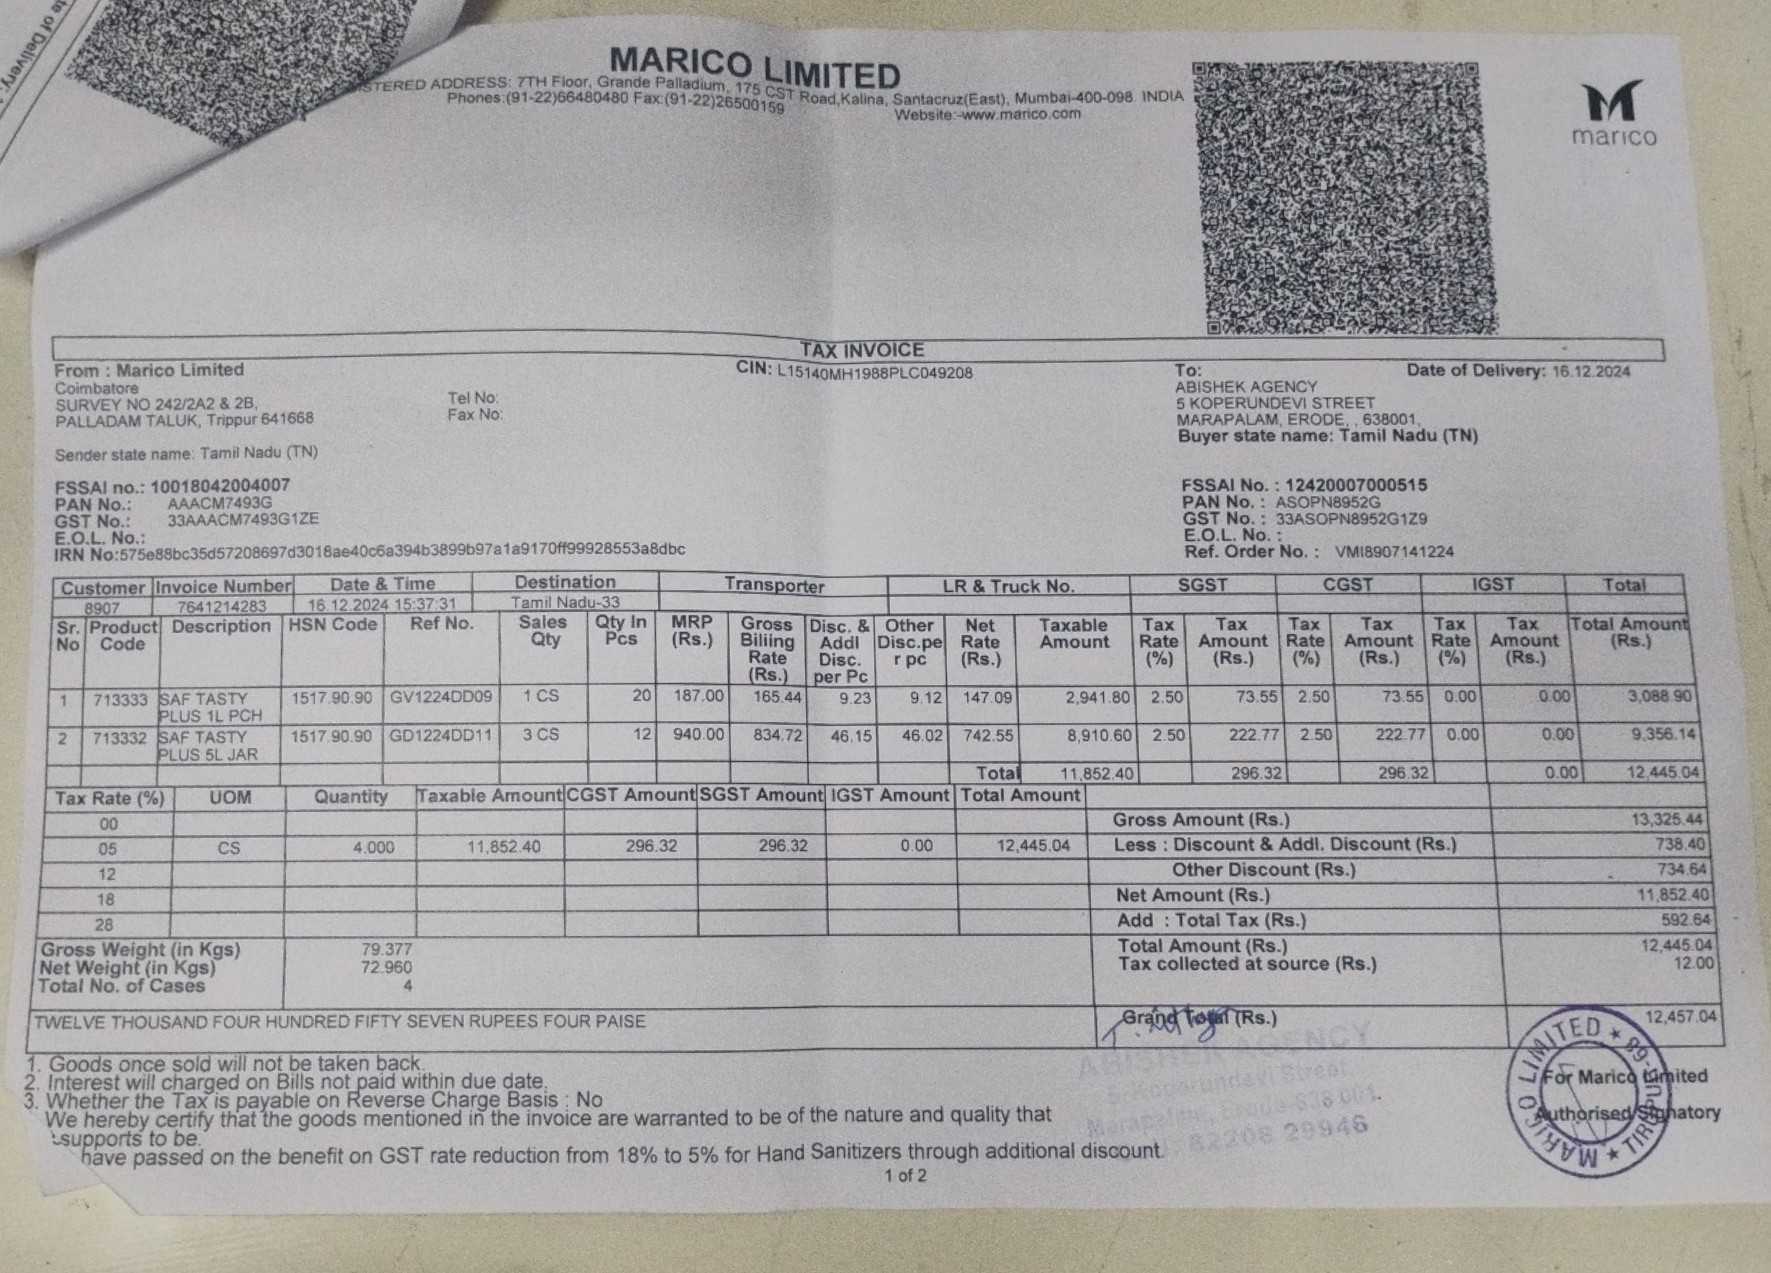 te of Delivery:
MARICO LIMITED
STERED ADDRESS: 7TH Floor, Grande Palladium, 175 CST Road,Kalina, Santacruz(East), Mumbai-400-098. INDIA
Phones:(91-22)66480480 Fax:(91-22)26500159
Website:-www.marico.com
marico
TAX INVOICE
From : Marico Limited
Coimbatore
SURVEY NO 242/2A2 & 2B,
PALLADAM TALUK, Trippur 641668
Sender state name: Tamil Nadu (TN)
Tel No:
Fax No:
CIN: L15140MH1988PLC049208
To:
Date of Delivery: 16.12.2024
ABISHEK AGENCY
5 KOPERUNDEVI STREET
MARAPALAM, ERODE, , 638001,
Buyer state name: Tamil Nadu (TN)
FSSAI no.: 10018042004007
PAN No.: AAACM7493G
GST No.: 33AAACM7493G1ZE
E.O.L. No.:
IRN No:575e88bc35d57208697d3018ae40c6a394b3899b97a1a9170ff99928553a8dbc
FSSAI No. : 12420007000515
PAN No. : ASOPN8952G
GST No. : 33ASOPN8952G1Z9
E.O.L. No. :
Ref. Order No. : VMI8907141224
Customer Invoice Number Date & Time Destination Transporter LR & Truck No. SGST CGST IGST Total
8907 7641214283 16.12.2024 15:37:31 Tamil Nadu-33
Sr. Product Description HSN Code Ref No. Sales Qty In MRP Gross Disc. & Other Net Taxable Tax Tax Tax Tax Tax Tax Total Amount
No Code Qty Pcs (Rs.) Billiing Addl Disc.pe Rate Amount Rate Amount Rate Amount Rate Amount (Rs.)
Rate Disc. r pc (Rs.) (%) (Rs.) (%) (Rs.) (%) (Rs.)
(Rs.) per Pc
1 713333 SAF TASTY 1517.90.90 GV1224DD09 1 CS 20 187.00 165.44 9.23 9.12 147.09 2,941.80 2.50 73.55 2.50 73.55 0.00 0.00 3,088.90
PLUS 1L PCH
2 713332 SAF TASTY 1517.90.90 GD1224DD11 3 CS 12 940.00 834.72 46.15 46.02 742.55 8,910.60 2.50 222.77 2.50 222.77 0.00 0.00 9,356.14
PLUS 5L JAR
Total 11,852.40 296.32 296.32 0.00 12,445.04
Tax Rate (%) UOM Quantity Taxable Amount CGST Amount SGST Amount IGST Amount Total Amount
00
05 CS 4.000 11,852.40 296.32 296.32 0.00 12,445.04
12
18
28
Gross Amount (Rs.) 13,325.44
Less : Discount & Addl. Discount (Rs.) 738.40
Other Discount (Rs.) 734.64
Net Amount (Rs.) 11,852.40
Add : Total Tax (Rs.) 592.64
Total Amount (Rs.) 12,445.04
Tax collected at source (Rs.) 12.00
Gross Weight (in Kgs) 79.377
Net Weight (in Kgs) 72.960
Total No. of Cases 4
TWELVE THOUSAND FOUR HUNDRED FIFTY SEVEN RUPEES FOUR PAISE
Grand Total (Rs.) 12,457.04
1. Goods once sold will not be taken back.
2. Interest will charged on Bills not paid within due date.
3. Whether the Tax is payable on Reverse Charge Basis : No
We hereby certify that the goods mentioned in the invoice are warranted to be of the nature and quality that
supports to be.
have passed on the benefit on GST rate reduction from 18% to 5% for Hand Sanitizers through additional discount
1 of 2
ABISHEK AGENCY
5, Koparundevi Street
Marapalam, Erode-638 001.
82208 29946
For Marico Limited
Authorised Signatory
MARICO LIMITED ★ TIRUPUR-68 ★